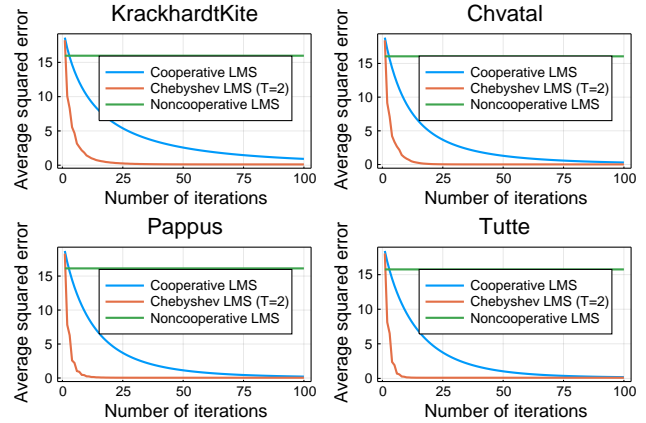 KrackhardtKite
Average squared error
15
10
5
0
Cooperative LMS
Chebyshev LMS (T=2)
Noncooperative LMS
0 25 50 75 100
Number of iterations
Chvatal
Average squared error
15
10
5
0
Cooperative LMS
Chebyshev LMS (T=2)
Noncooperative LMS
0 25 50 75 100
Number of iterations
Pappus
Average squared error
15
10
5
0
Cooperative LMS
Chebyshev LMS (T=2)
Noncooperative LMS
0 25 50 75 100
Number of iterations
Tutte
Average squared error
15
10
5
0
Cooperative LMS
Chebyshev LMS (T=2)
Noncooperative LMS
0 25 50 75 100
Number of iterations